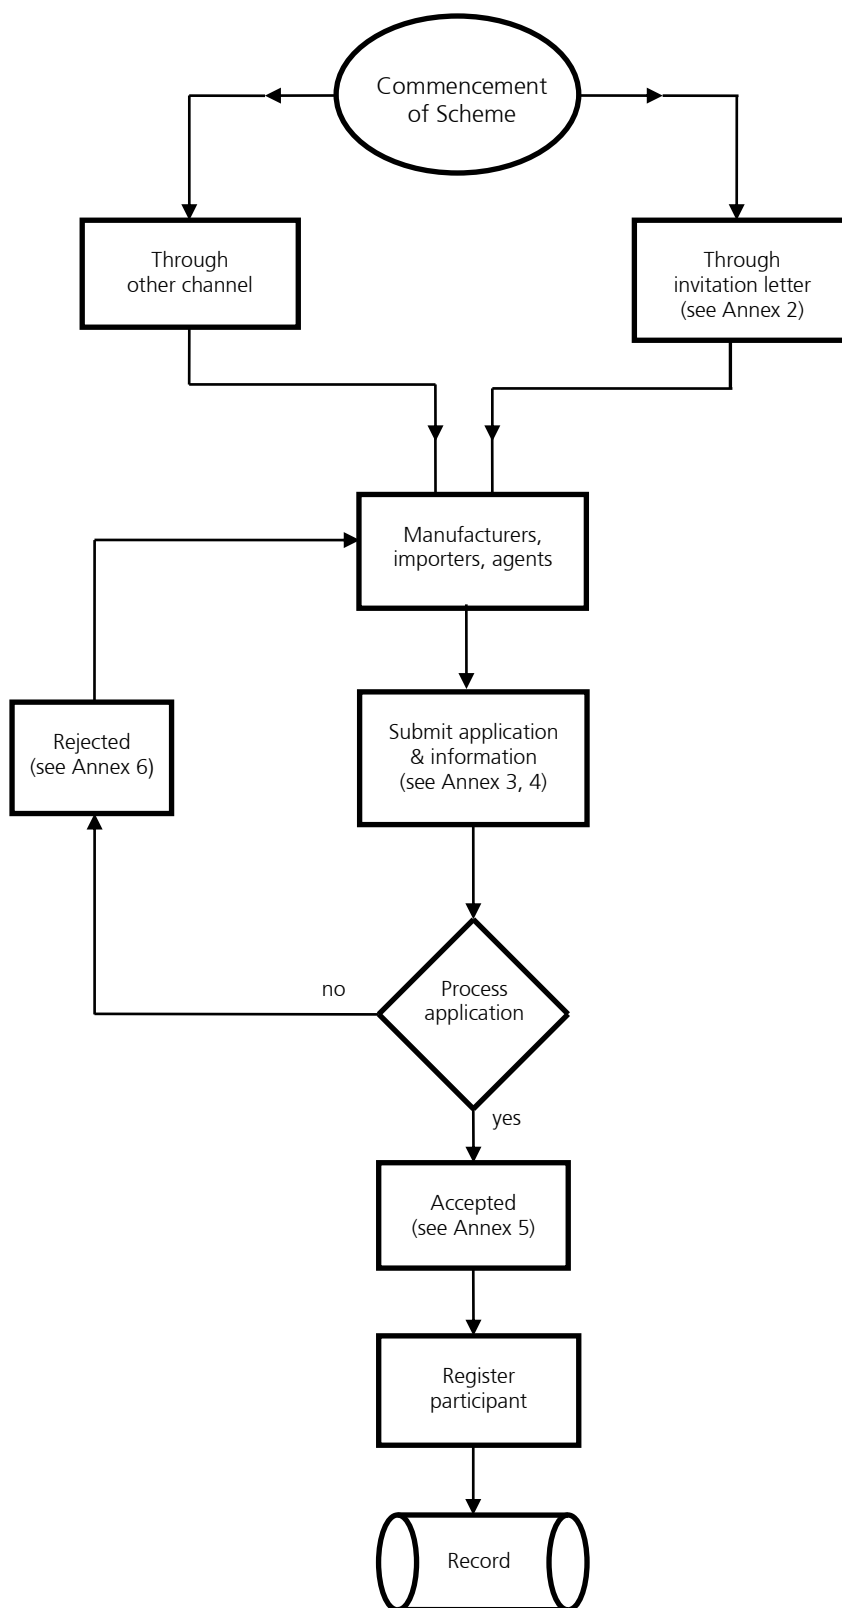 Commencement
of Scheme
Through
other channel
Through
invitation letter
(see Annex 2)
Manufacturers,
importers, agents
Rejected
(see Annex 6)
Submit application
& information
(see Annex 3, 4)
no
Process
application
yes
Accepted
(see Annex 5)
Register
participant
Record